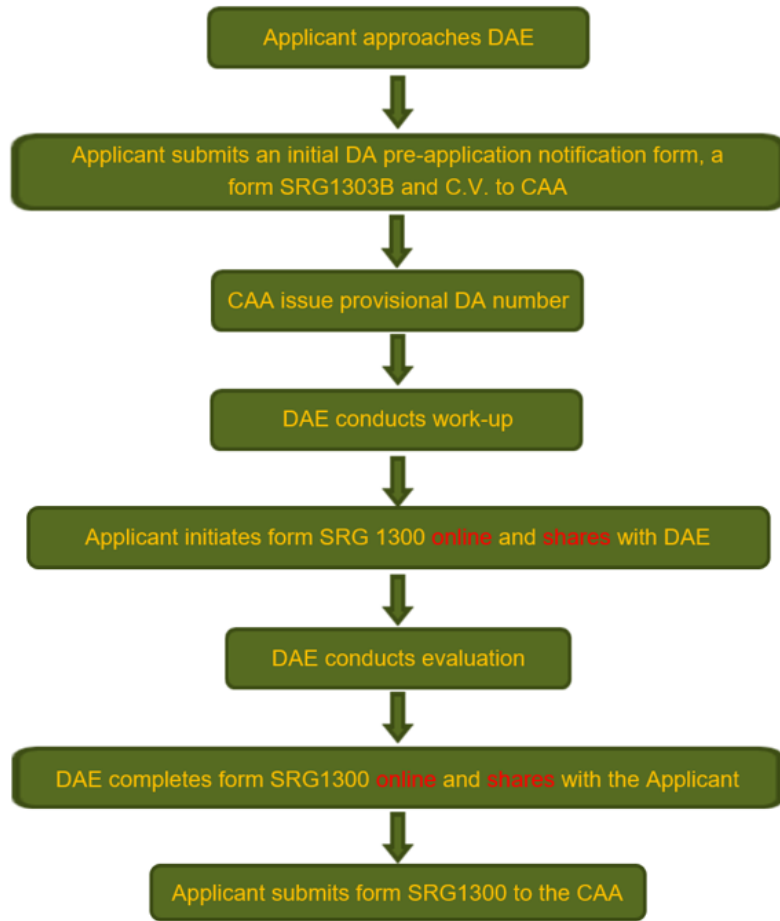 Applicant approaches DAE
Applicant submits an initial DA pre-application notification form, a
form SRG1303B and C.V. to CAA
CAA issue provisional DA number
DAE conducts work-up
Applicant initiates form SRG 1300 online and shares with DAE
DAE conducts evaluation
DAE completes form SRG1300 online and shares with the Applicant
Applicant submits form SRG1300 to the CAA